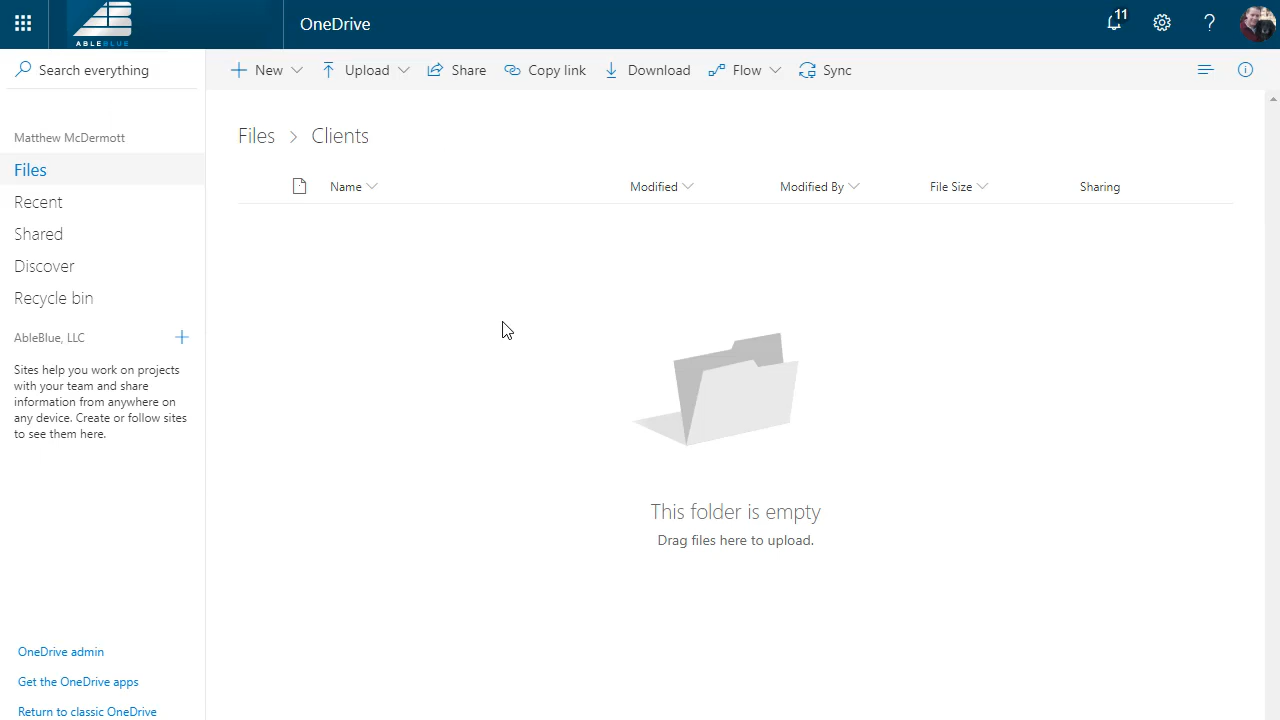 ABLEBLUE
OneDrive
11
?
Search everything
New
Upload
Share
Copy link
Download
Flow
Sync
Matthew McDermott
Files
Recent
Shared
Discover
Recycle bin
AbleBlue, LLC
Sites help you work on projects
with your team and share
information from anywhere on
any device. Create or follow sites
to see them here.
OneDrive admin
Get the OneDrive apps
Return to classic OneDrive
Files > Clients
Name
Modified
Modified By
File Size
Sharing
This folder is empty
Drag files here to upload.